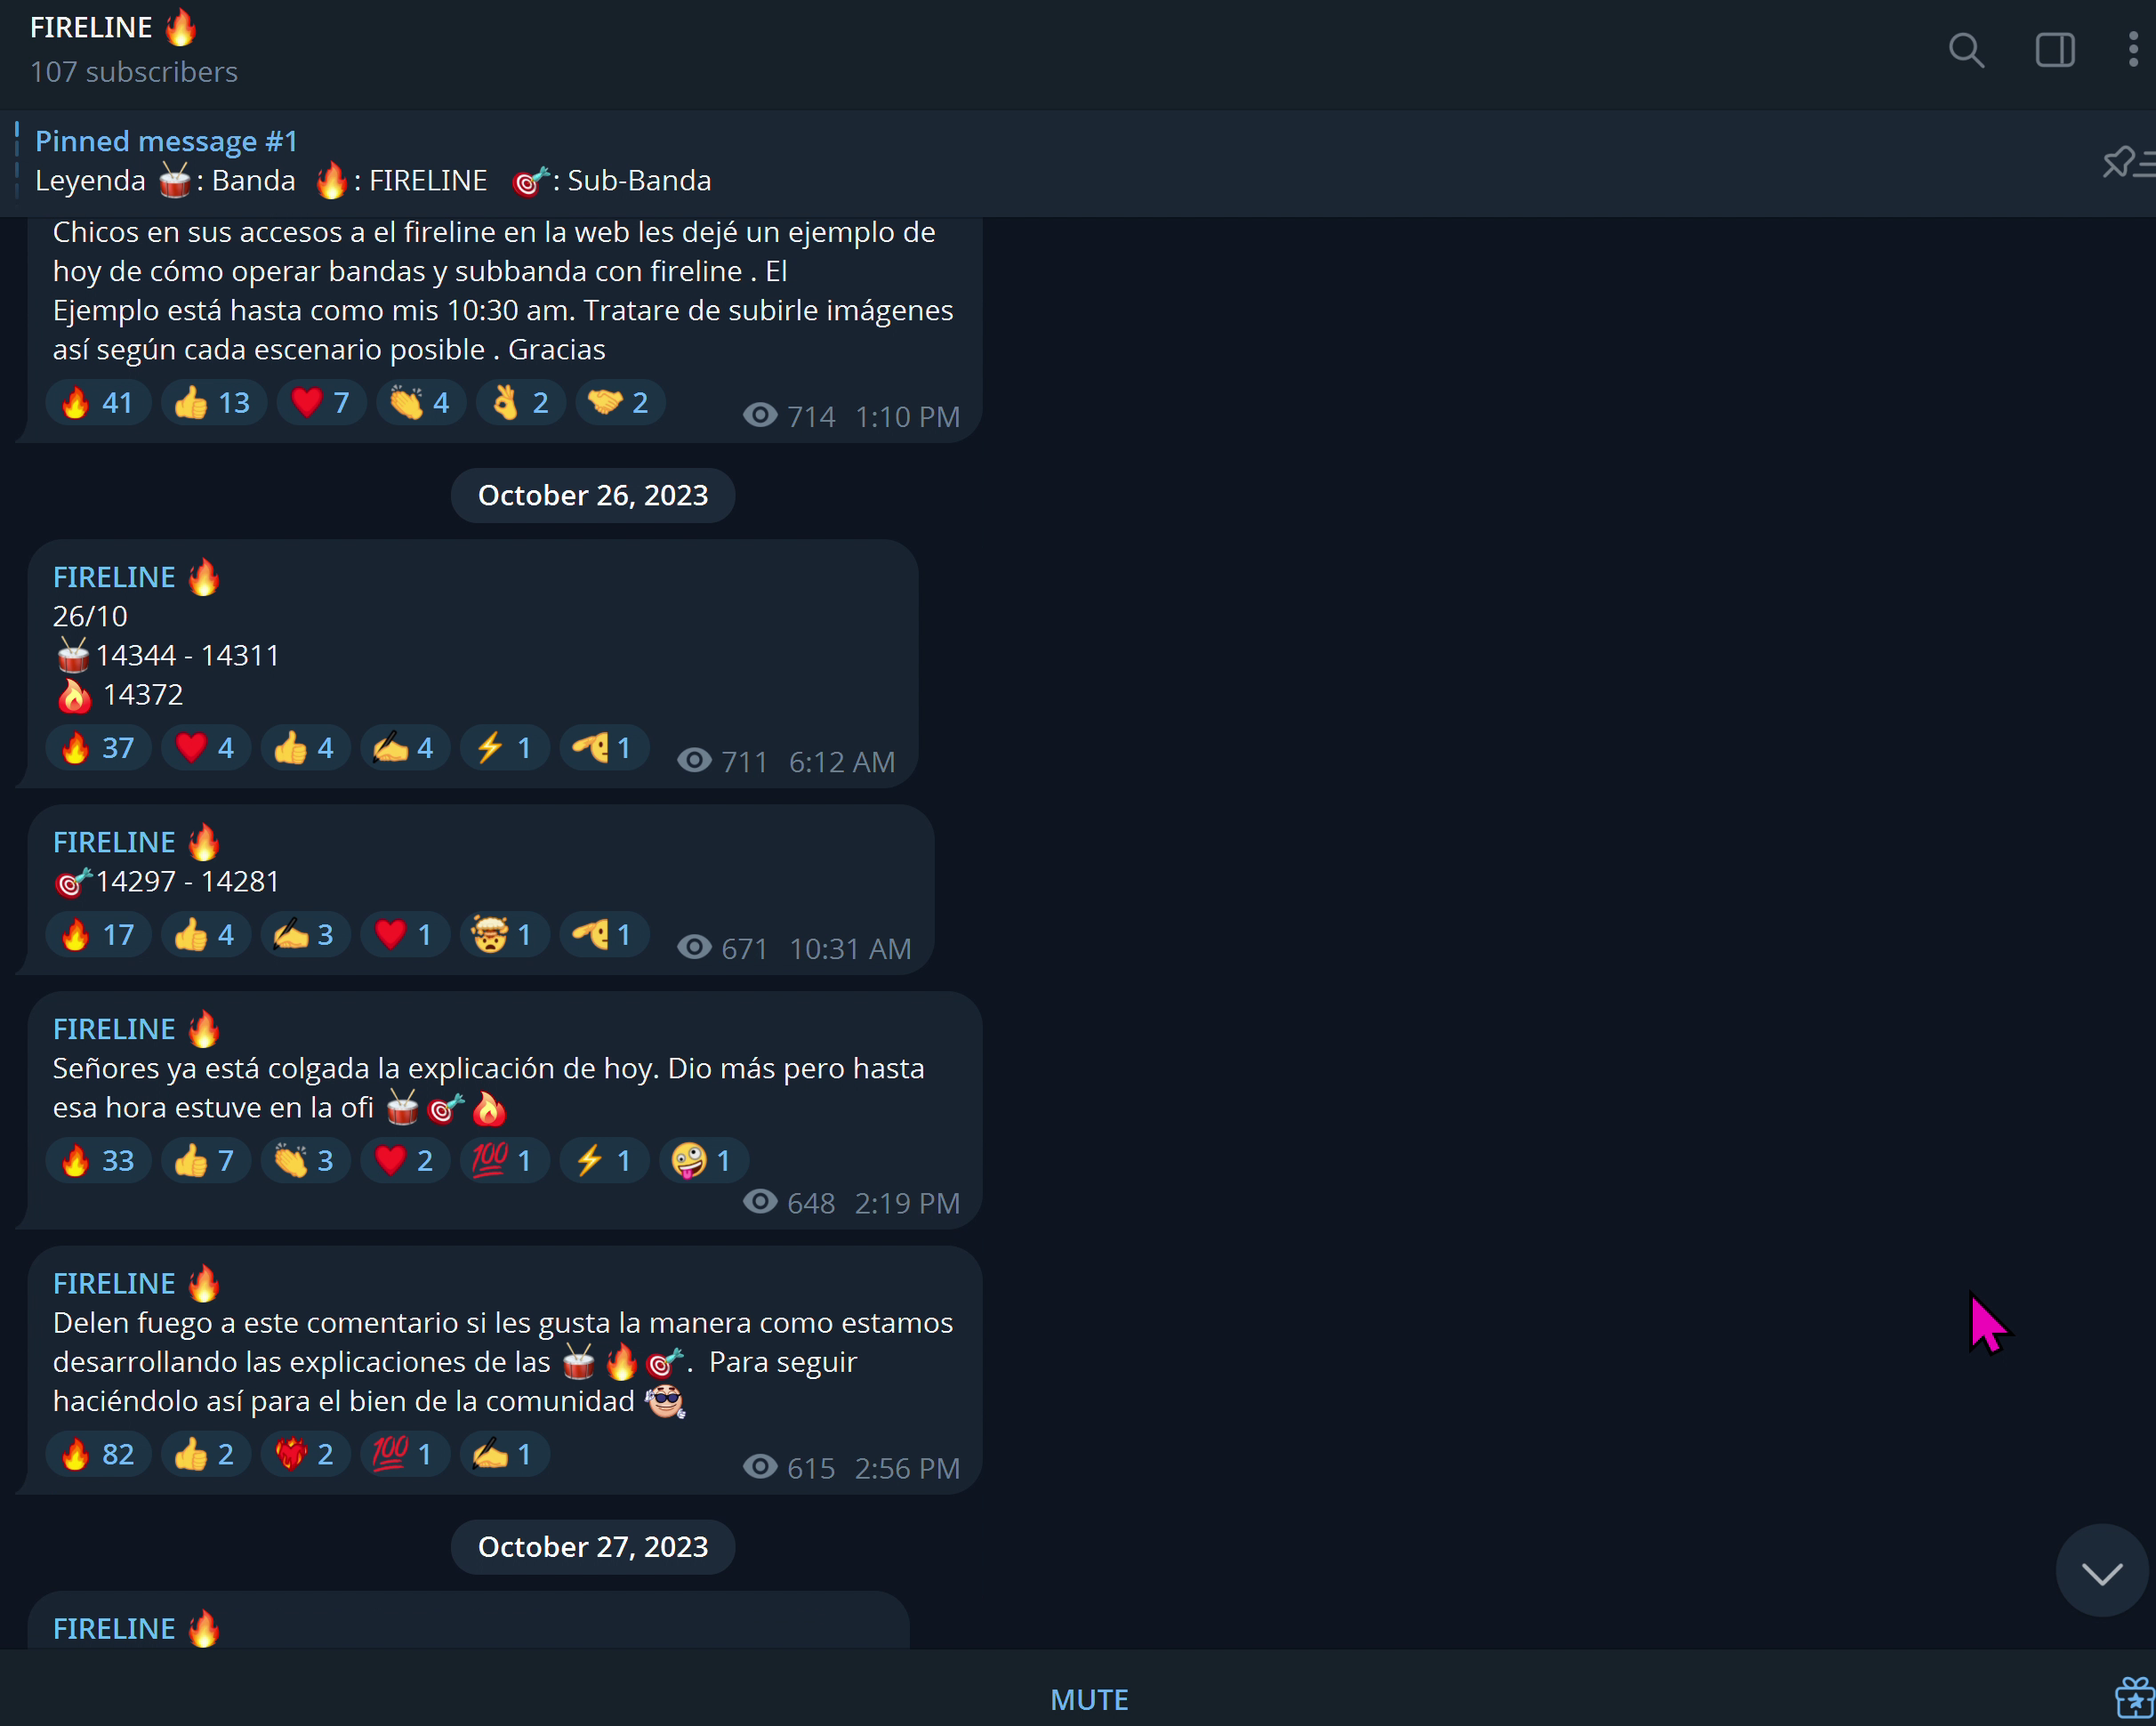 FIRELINE 🔥
107 subscribers
Pinned message #1
Leyenda 🥁: Banda 🔥: FIRELINE 🎯: Sub-Banda
Chicos en sus accesos a el fireline en la web les dejé un ejemplo de
hoy de cómo operar bandas y subbanda con fireline . El
Ejemplo está hasta como mis 10:30 am. Tratare de subirle imágenes
así según cada escenario posible . Gracias
🔥 41 👍 13 ❤️ 7 👏 4 👌 2 🤝 2 714 1:10 PM
October 26, 2023
FIRELINE 🔥
26/10
🥁14344 - 14311
🔥 14372
🔥 37 ❤️ 4 👍 4 ✍️ 4 ⚡ 1 🫡 1 711 6:12 AM
FIRELINE 🔥
🎯14297 - 14281
🔥 17 👍 4 ✍️ 3 ❤️ 1 🤯 1 🫡 1 671 10:31 AM
FIRELINE 🔥
Señores ya está colgada la explicación de hoy. Dio más pero hasta
esa hora estuve en la ofi 🥁🎯🔥
🔥 33 👍 7 👏 3 ❤️ 2 💯 1 ⚡ 1 🤪 1
648 2:19 PM
FIRELINE 🔥
Delen fuego a este comentario si les gusta la manera como estamos
desarrollando las explicaciones de las 🥁🔥🎯. Para seguir
haciéndolo así para el bien de la comunidad 😎
🔥 82 👍 2 ❤️‍🔥 2 💯 1 ✍️ 1 615 2:56 PM
October 27, 2023
FIRELINE 🔥
MUTE